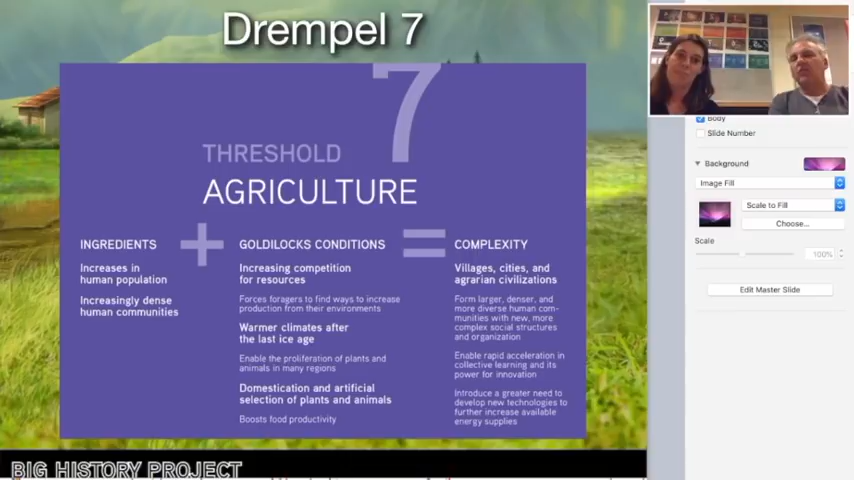 Drempel 7
7
THRESHOLD
AGRICULTURE
INGREDIENTS
Increases in
human population
Increasingly dense
human communities
+
GOLDILOCKS CONDITIONS
Increasing competition
for resources
Forces foragers to find ways to increase
production from their environments
Warmer climates after
the last ice age
Enable the proliferation of plants and
animals in many regions
Domestication and artificial
selection of plants and animals
Boosts food productivity
=
COMPLEXITY
Villages, cities, and
agrarian civilizations
Form larger, denser, and
more diverse human com-
munities with new, more
complex social structures
and organization
Enable rapid acceleration in
collective learning and its
power for innovation
Introduce a greater need to
develop new technologies to
further increase available
energy supplies
BIG HISTORY PROJECT
Body
Slide Number
Background
Image Fill
Scale to Fill
Choose...
Scale
100%
Edit Master Slide